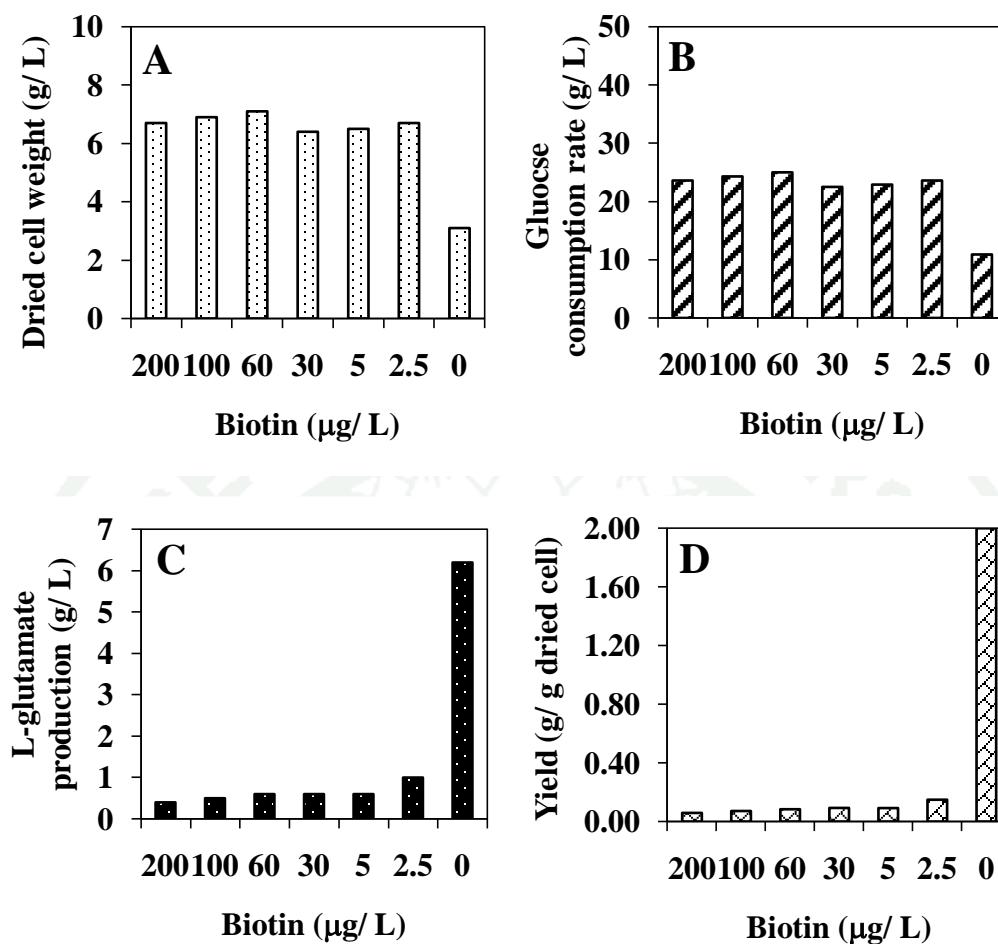 A
Dried cell weight (g/ L)
10
8
6
4
2
0
200 100 60 30 5 2.5 0
Biotin (μg/ L)
B
Gluocse
consumption rate (g/ L)
50
40
30
20
10
0
200 100 60 30 5 2.5 0
Biotin (μg/ L)
C
L-glutamate
production (g/ L)
7
6
5
4
3
2
1
0
200 100 60 30 5 2.5 0
Biotin (μg/ L)
D
Yield (g/ g dried cell)
2.00
1.60
1.20
0.80
0.40
0.00
200 100 60 30 5 2.5 0
Biotin (μg/ L)